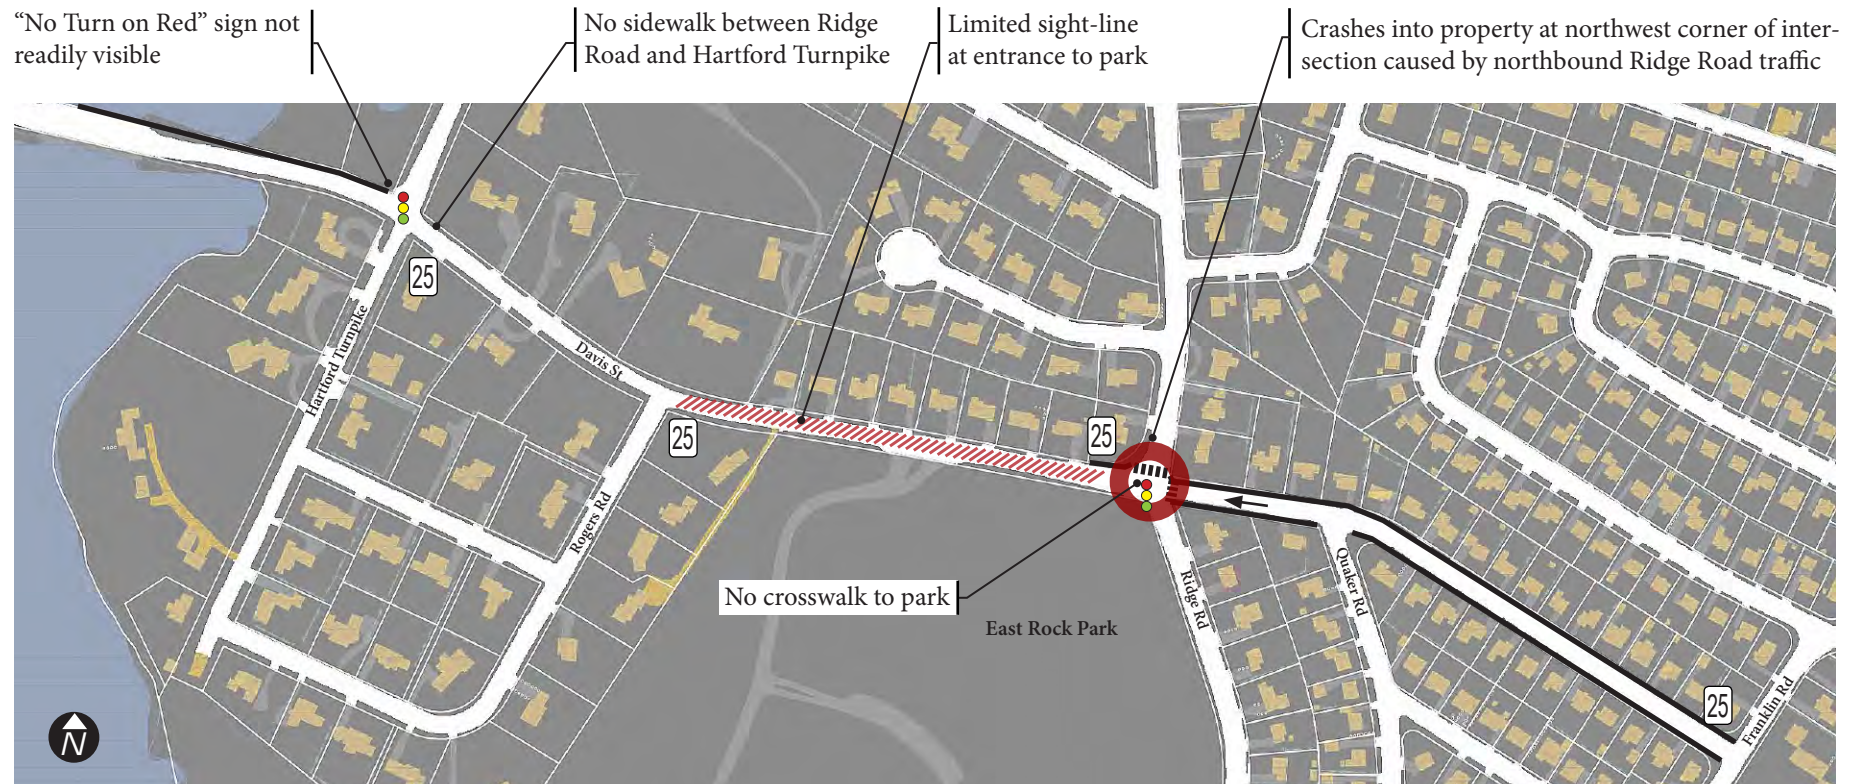 “No Turn on Red” sign not
readily visible
No sidewalk between Ridge
Road and Hartford Turnpike
Limited sight-line
at entrance to park
Crashes into property at northwest corner of inter-
section caused by northbound Ridge Road traffic
25
Hartford Turnpike
Davis St
25
25
Rogers Rd
No crosswalk to park
East Rock Park
Ridge Rd
Quaker Rd
25
Franklin Rd
N